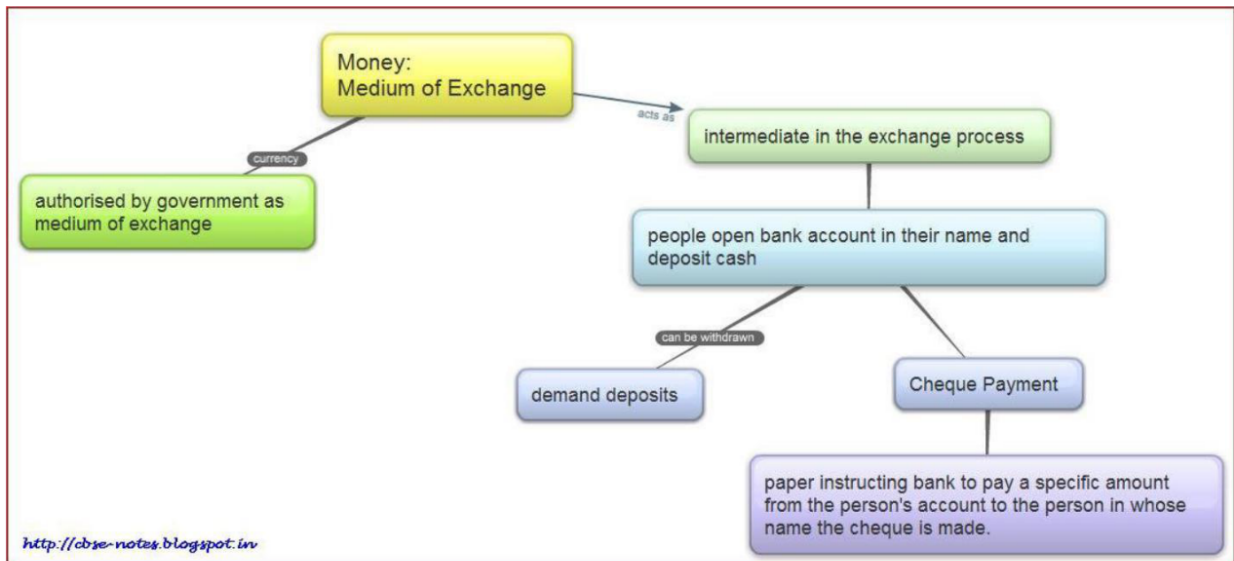 Money:
Medium of Exchange
acts as
intermediate in the exchange process
currency
authorised by government as
medium of exchange
people open bank account in their name and
deposit cash
can be withdrawn
demand deposits
Cheque Payment
paper instructing bank to pay a specific amount
from the person's account to the person in whose
name the cheque is made.
http://cbse-notes.blogspot.in